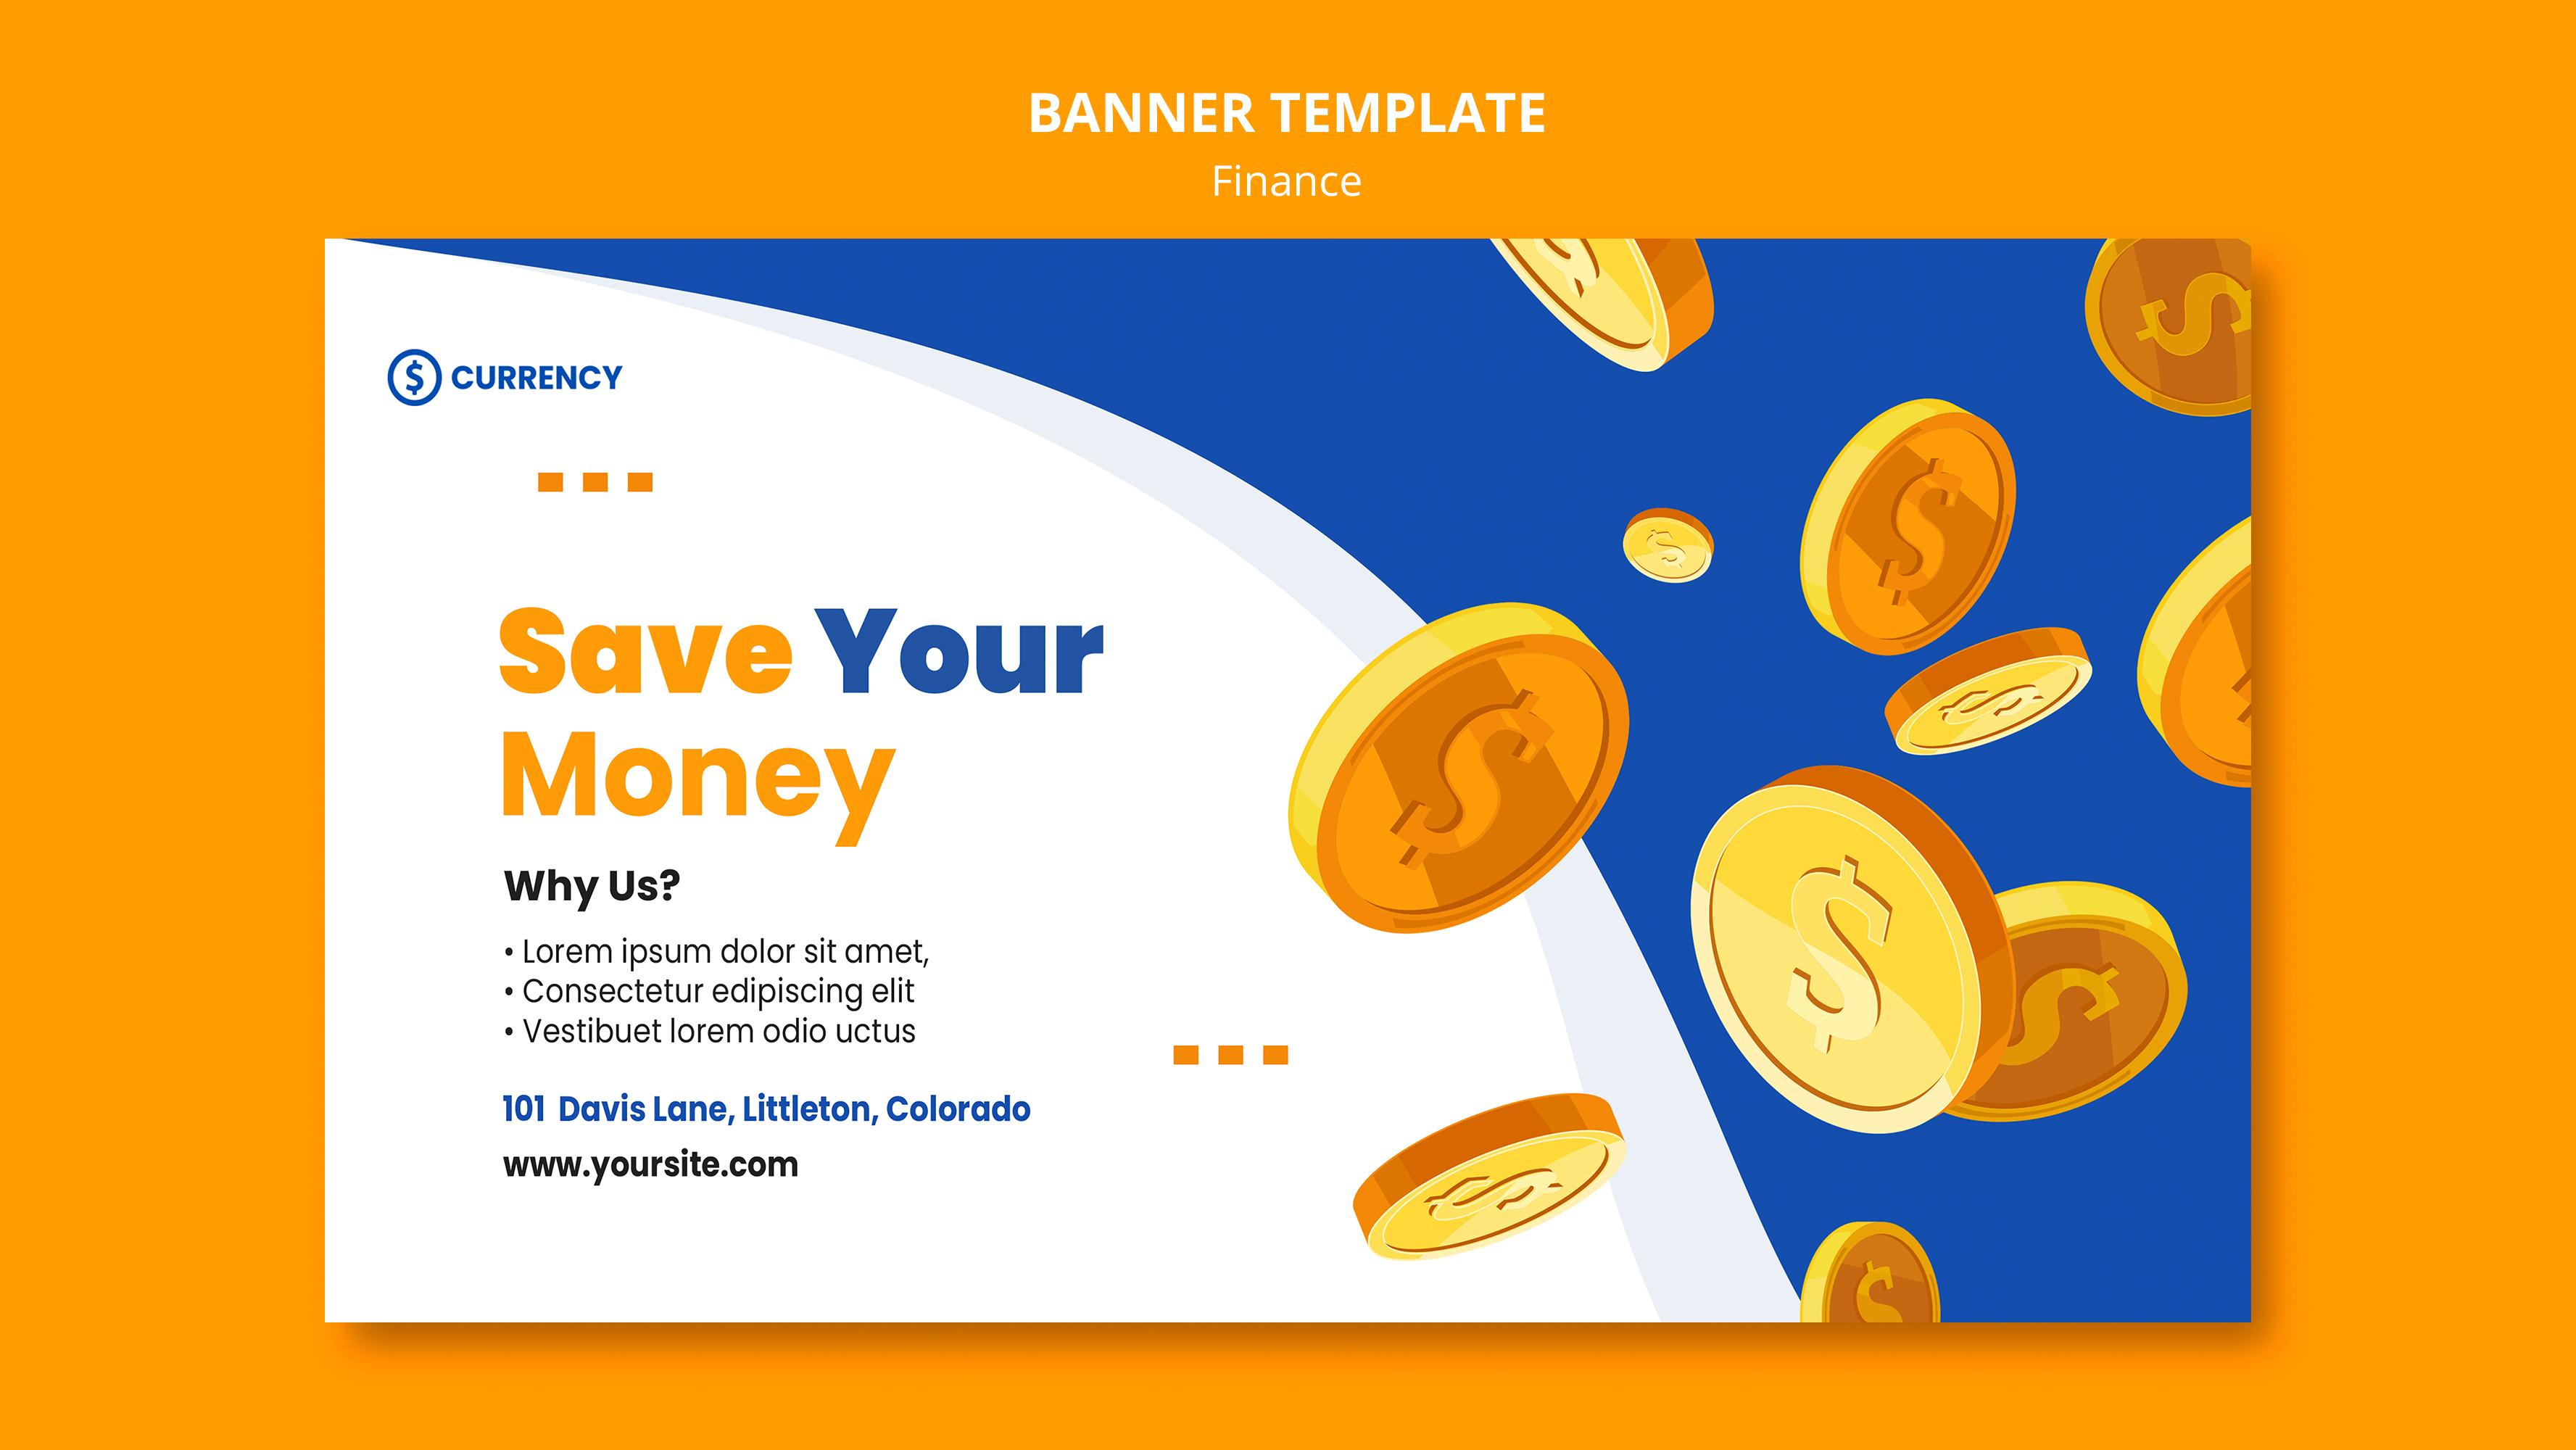 BANNER TEMPLATE
Finance
$ CURRENCY
Save Your
Money
Why Us?
• Lorem ipsum dolor sit amet,
• Consectetur edipiscing elit
• Vestibuet lorem odio uctus
101 Davis Lane, Littleton, Colorado
www.yoursite.com